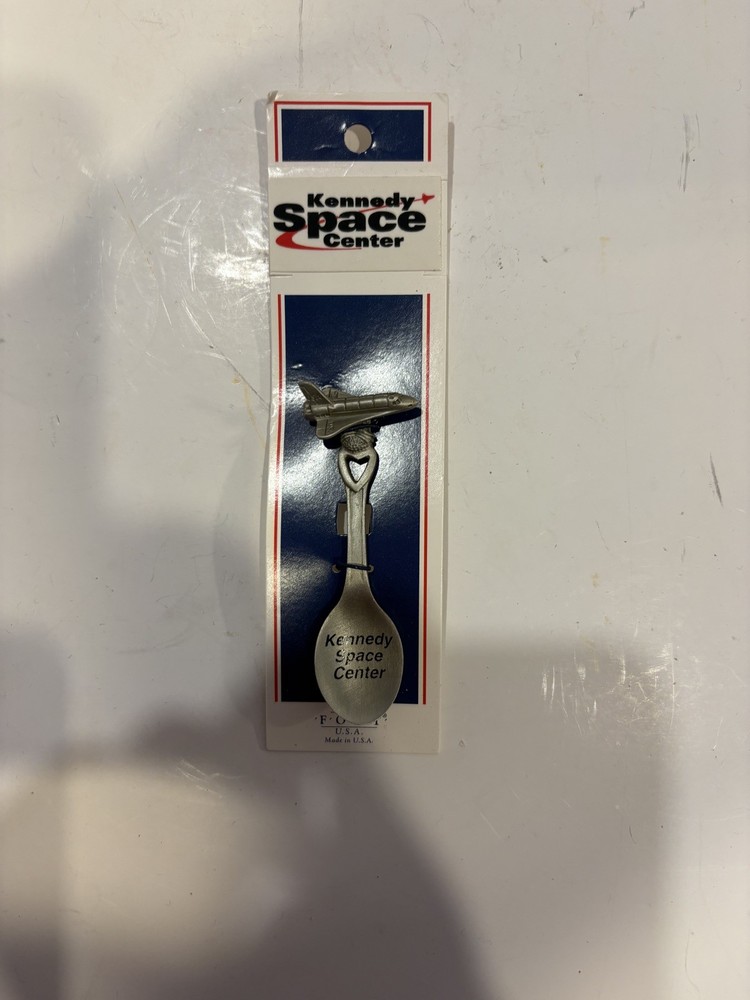 Kennedy
Space
Center
Kennedy
Space
Center
U.S.A.
Made in U.S.A.